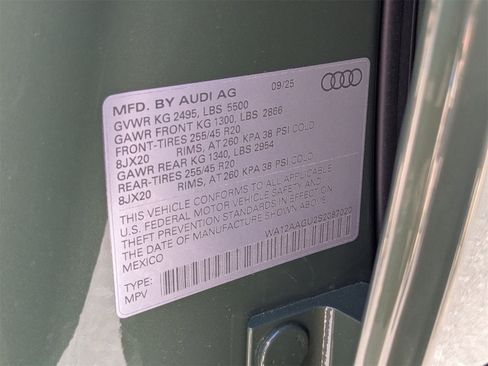 MFD. BY AUDI AG 09/25
GVWR KG 2495, LBS 5500
GAWR FRONT KG 1300, LBS 2866
FRONT-TIRES 255/45 R20
8JX20 RIMS, AT 260 KPA 38 PSI COLD
GAWR REAR KG 1340, LBS 2954
REAR-TIRES 255/45 R20
8JX20 RIMS, AT 260 KPA 38 PSI COLD
THIS VEHICLE CONFORMS TO ALL APPLICABLE
U.S. FEDERAL MOTOR VEHICLE SAFETY AND
THEFT PREVENTION STANDARDS IN EFFECT ON
THE DATE OF MANUFACTURE SHOWN ABOVE.
MEXICO
WA12AAGU2S2087020
TYPE:
MPV